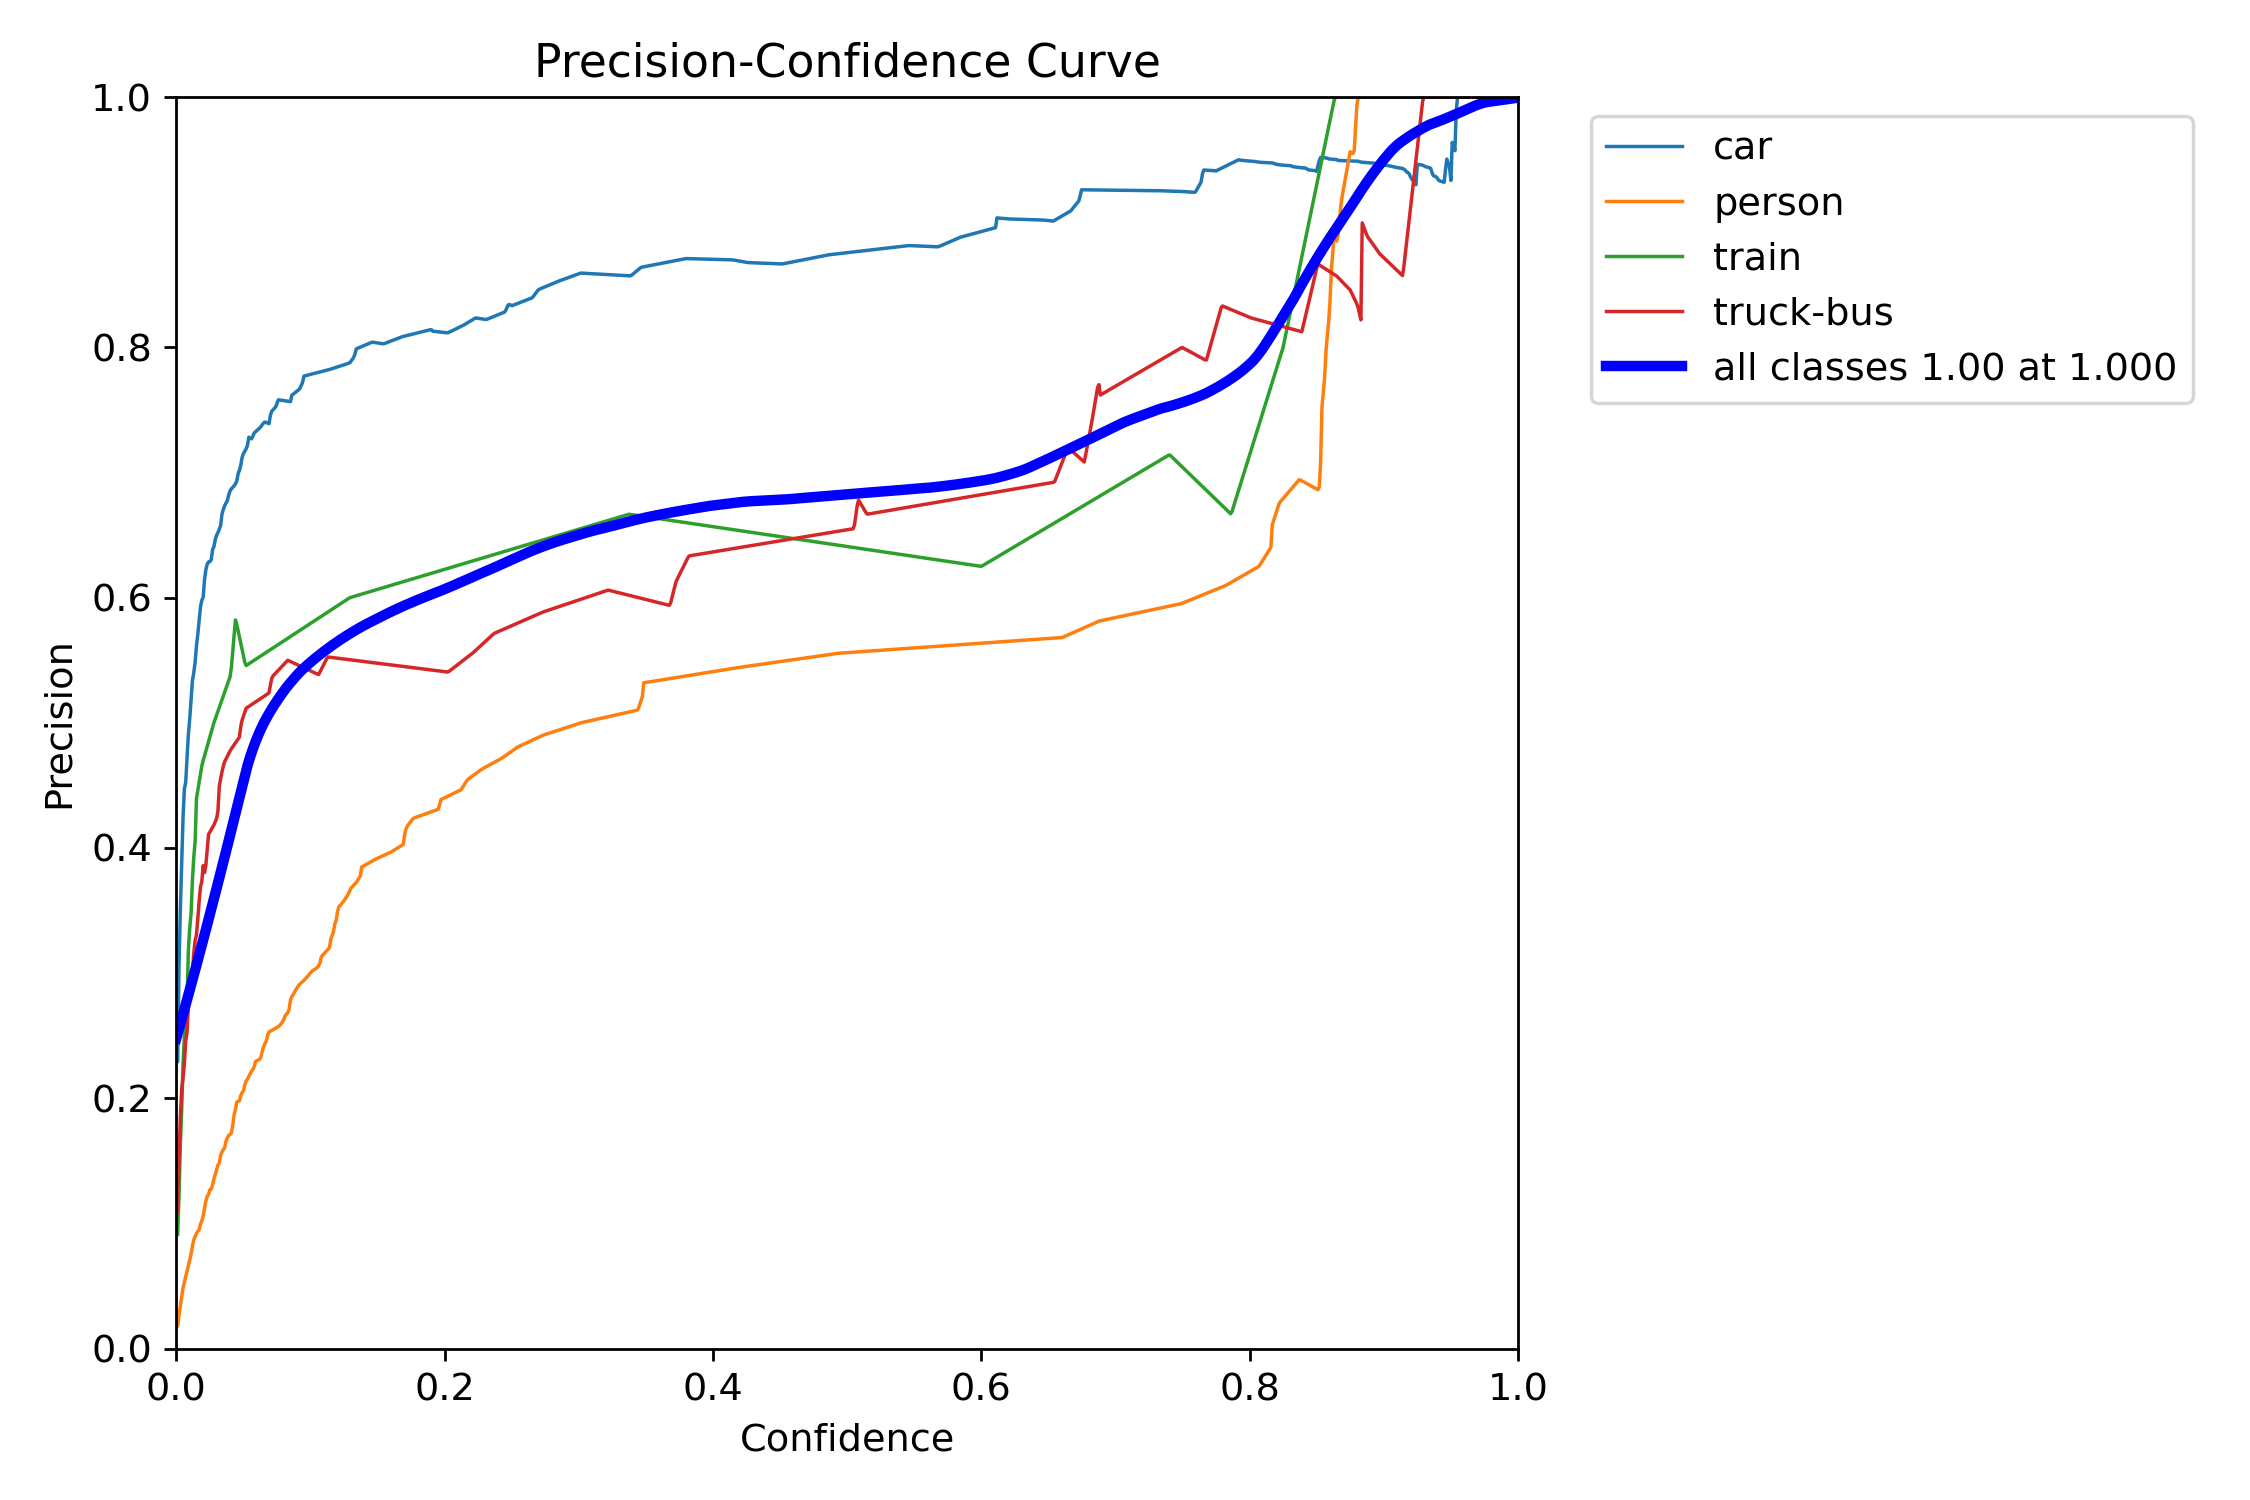 Precision-Confidence Curve
1.0
0.8
0.6
0.4
0.2
0.0
Precision
0.0 0.2 0.4 0.6 0.8 1.0
Confidence
car
person
train
truck-bus
all classes 1.00 at 1.000